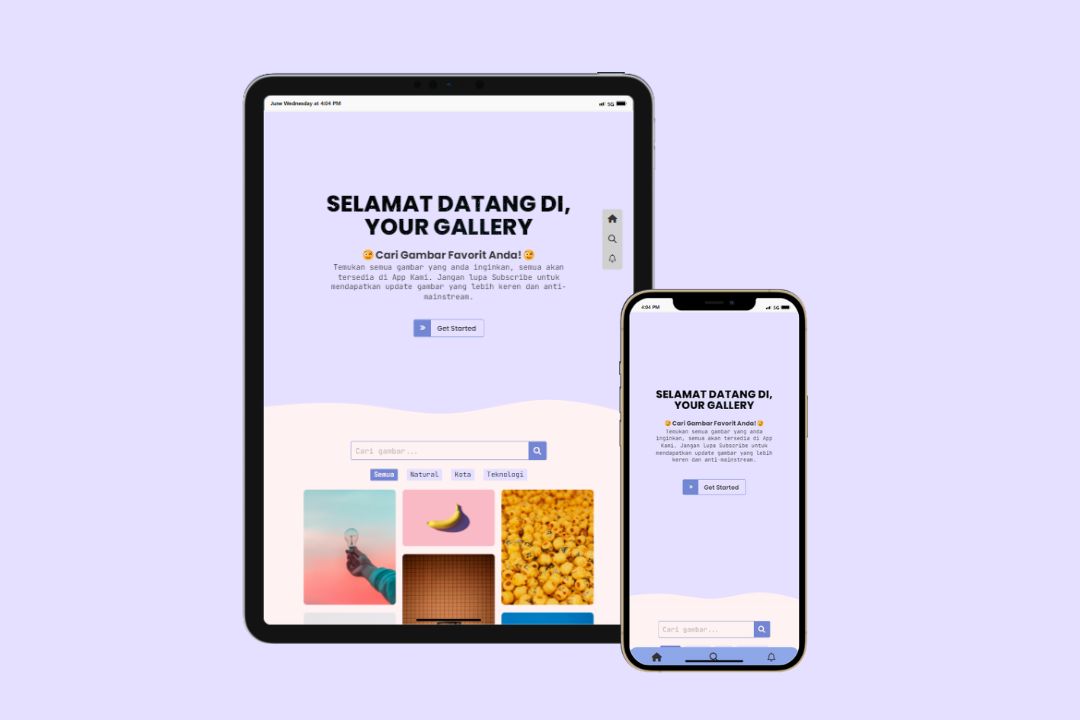 June Wednesday at 4:04 PM
5G
SELAMAT DATANG DI,
YOUR GALLERY
🧐 Cari Gambar Favorit Anda! 🧐
Temukan semua gambar yang anda inginkan, semua akan
tersedia di App Kami. Jangan lupa Subscribe untuk
mendapatkan update gambar yang lebih keren dan anti-
mainstream.
Get Started
Cari gambar...
Semua Natural Kota Teknologi
4:04 PM
5G
SELAMAT DATANG DI,
YOUR GALLERY
🧐 Cari Gambar Favorit Anda! 🧐
Temukan semua gambar yang anda
inginkan, semua akan tersedia di App
Kami. Jangan lupa Subscribe untuk
mendapatkan update gambar yang lebih
keren dan anti-mainstream.
Get Started
Cari gambar...